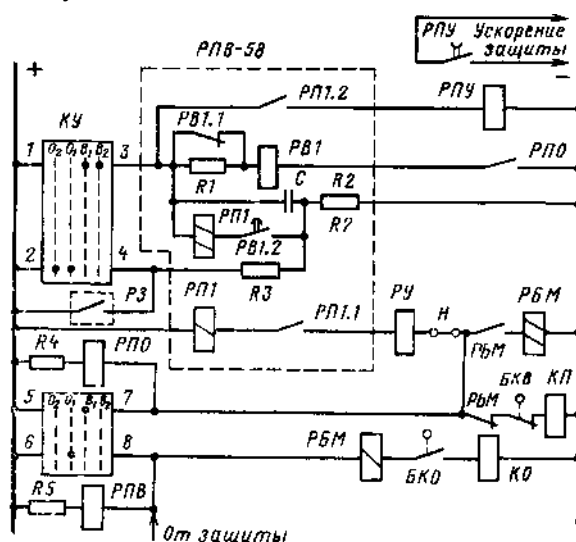 РПУ Ускорение
защиты
РПВ-58
+
−
КУ
РП1.2
РПУ
О₂ О₁ В₁ В₂
1
3
РВ1.1
РВ1
РПО
R1
C
R2
R?
РП1
РВ1.2
2
4
R3
РЗ
РП1
РП1.1
РУ
Н
РБМ
РБМ
R4
РПО
БКВ
КП
РБМ
5
О₂ О₁ В₁ В₂
7
6
8
РБМ
БКО
КО
R5
РПВ
От защиты